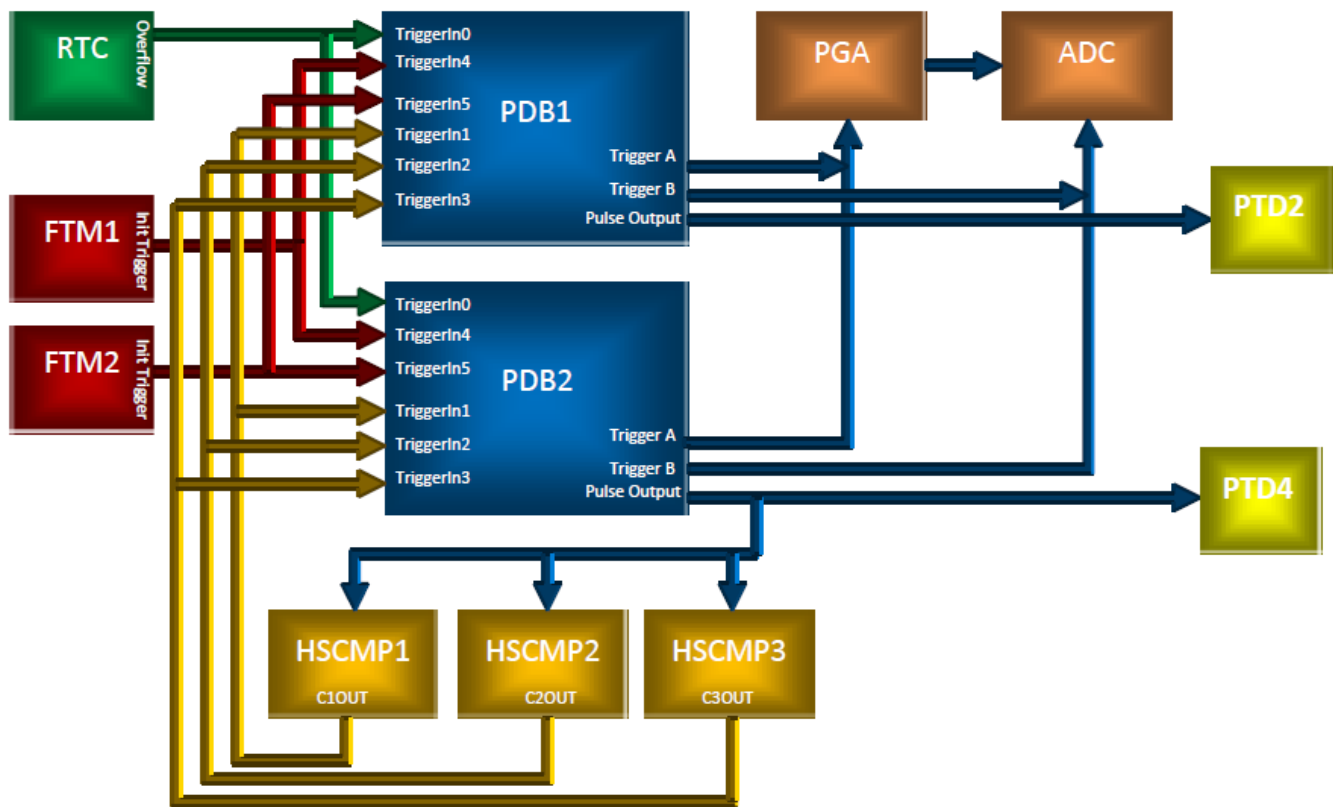 RTC
Overflow
TriggerIn0
TriggerIn4
TriggerIn5
TriggerIn1
TriggerIn2
TriggerIn3
PDB1
Trigger A
Trigger B
Pulse Output
PGA
ADC
PTD2
FTM1
Init Trigger
FTM2
Init Trigger
TriggerIn0
TriggerIn4
TriggerIn5
TriggerIn1
TriggerIn2
TriggerIn3
PDB2
Trigger A
Trigger B
Pulse Output
PTD4
HSCMP1
C1OUT
HSCMP2
C2OUT
HSCMP3
C3OUT